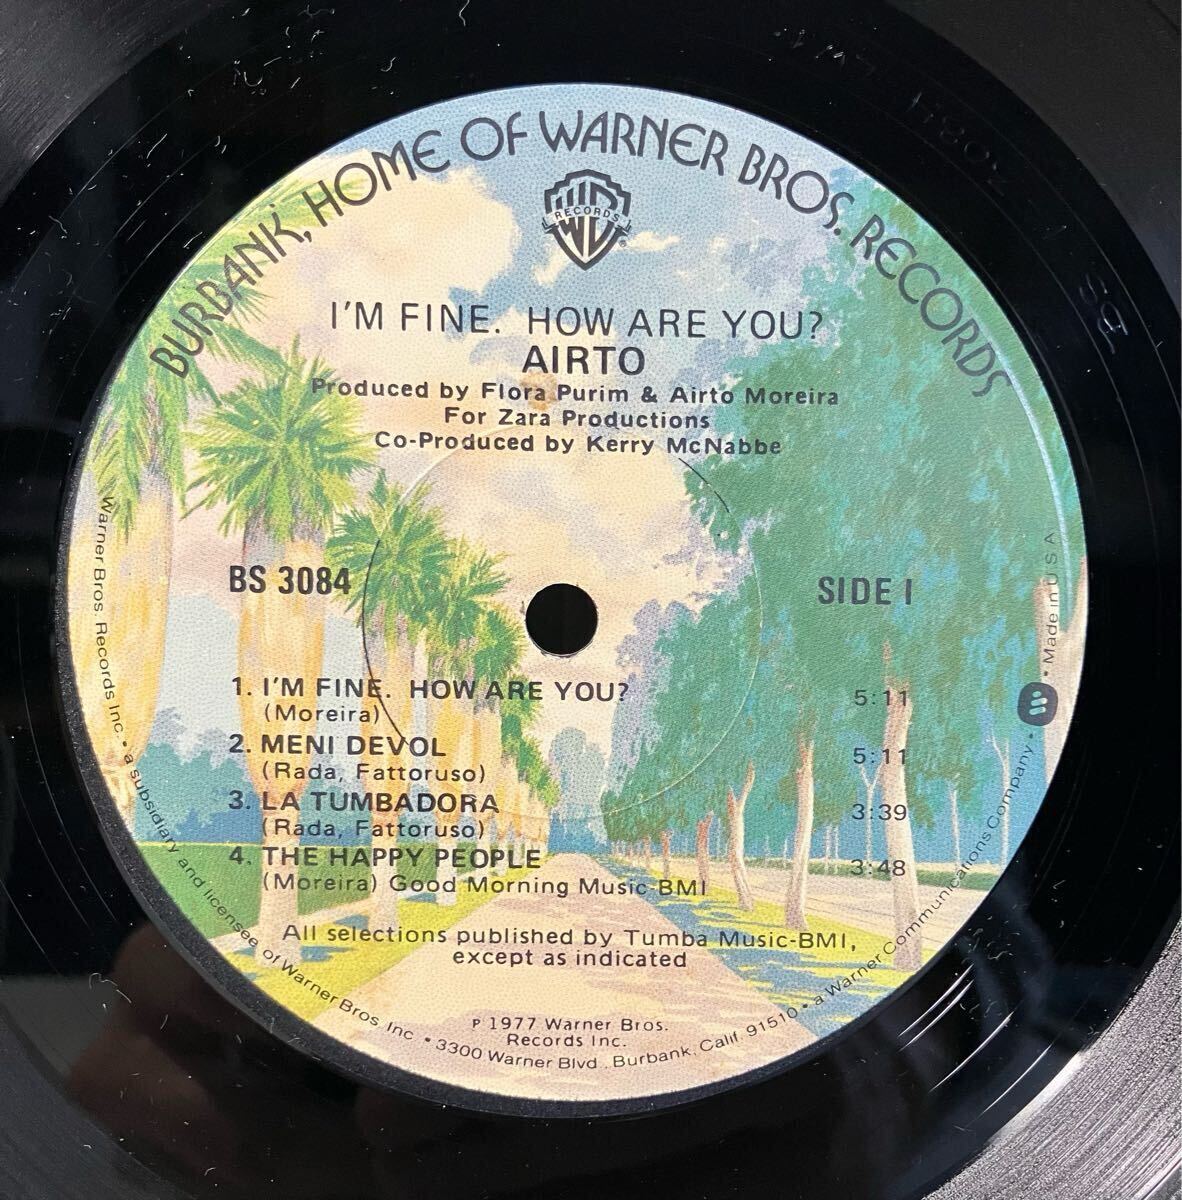 BURBANK, HOME OF WARNER BROS. RECORDS
RECORDS
I'M FINE. HOW ARE YOU?
AIRTO
Produced by Flora Purim & Airto Moreira
For Zara Productions
Co-Produced by Kerry McNabbe
BS 3084
SIDE I
1. I'M FINE. HOW ARE YOU? 5:11
(Moreira)
2. MENI DEVOL 5:11
(Rada, Fattoruso)
3. LA TUMBADORA 3:39
(Rada, Fattoruso)
4. THE HAPPY PEOPLE 3:48
(Moreira) Good Morning Music-BMI
All selections published by Tumba Music-BMI,
except as indicated
P 1977 Warner Bros.
Records Inc.
Warner Bros. Records Inc. • a subsidiary and licensee of Warner Bros. Inc. • 3300 Warner Blvd., Burbank, Calif. 91510 • a Warner Communications Company • Made in U S A